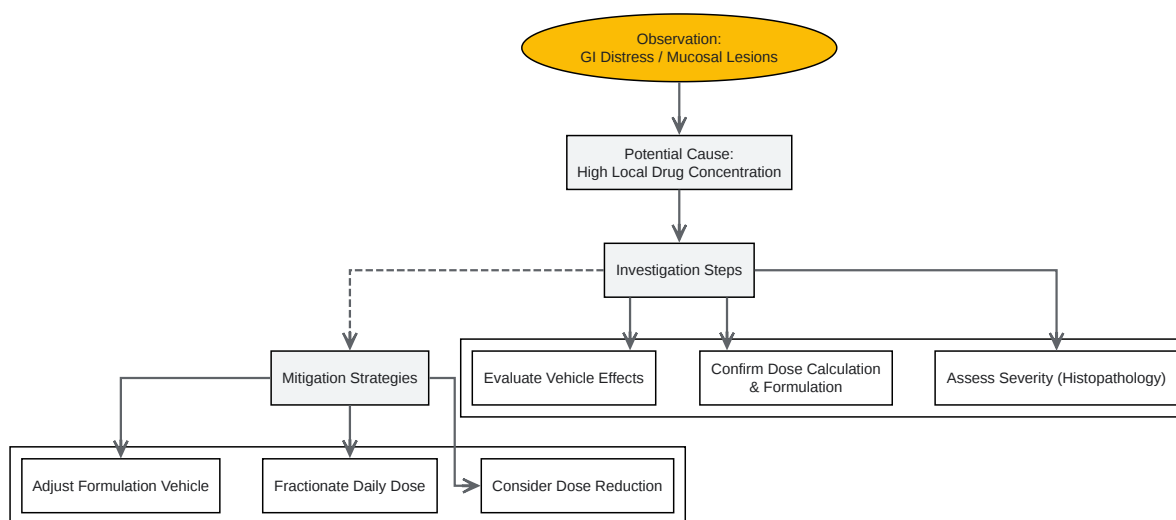 Observation:
GI Distress / Mucosal Lesions
Potential Cause:
High Local Drug Concentration
Investigation Steps
Mitigation Strategies
Evaluate Vehicle Effects
Confirm Dose Calculation
& Formulation
Assess Severity (Histopathology)
Adjust Formulation Vehicle
Fractionate Daily Dose
Consider Dose Reduction